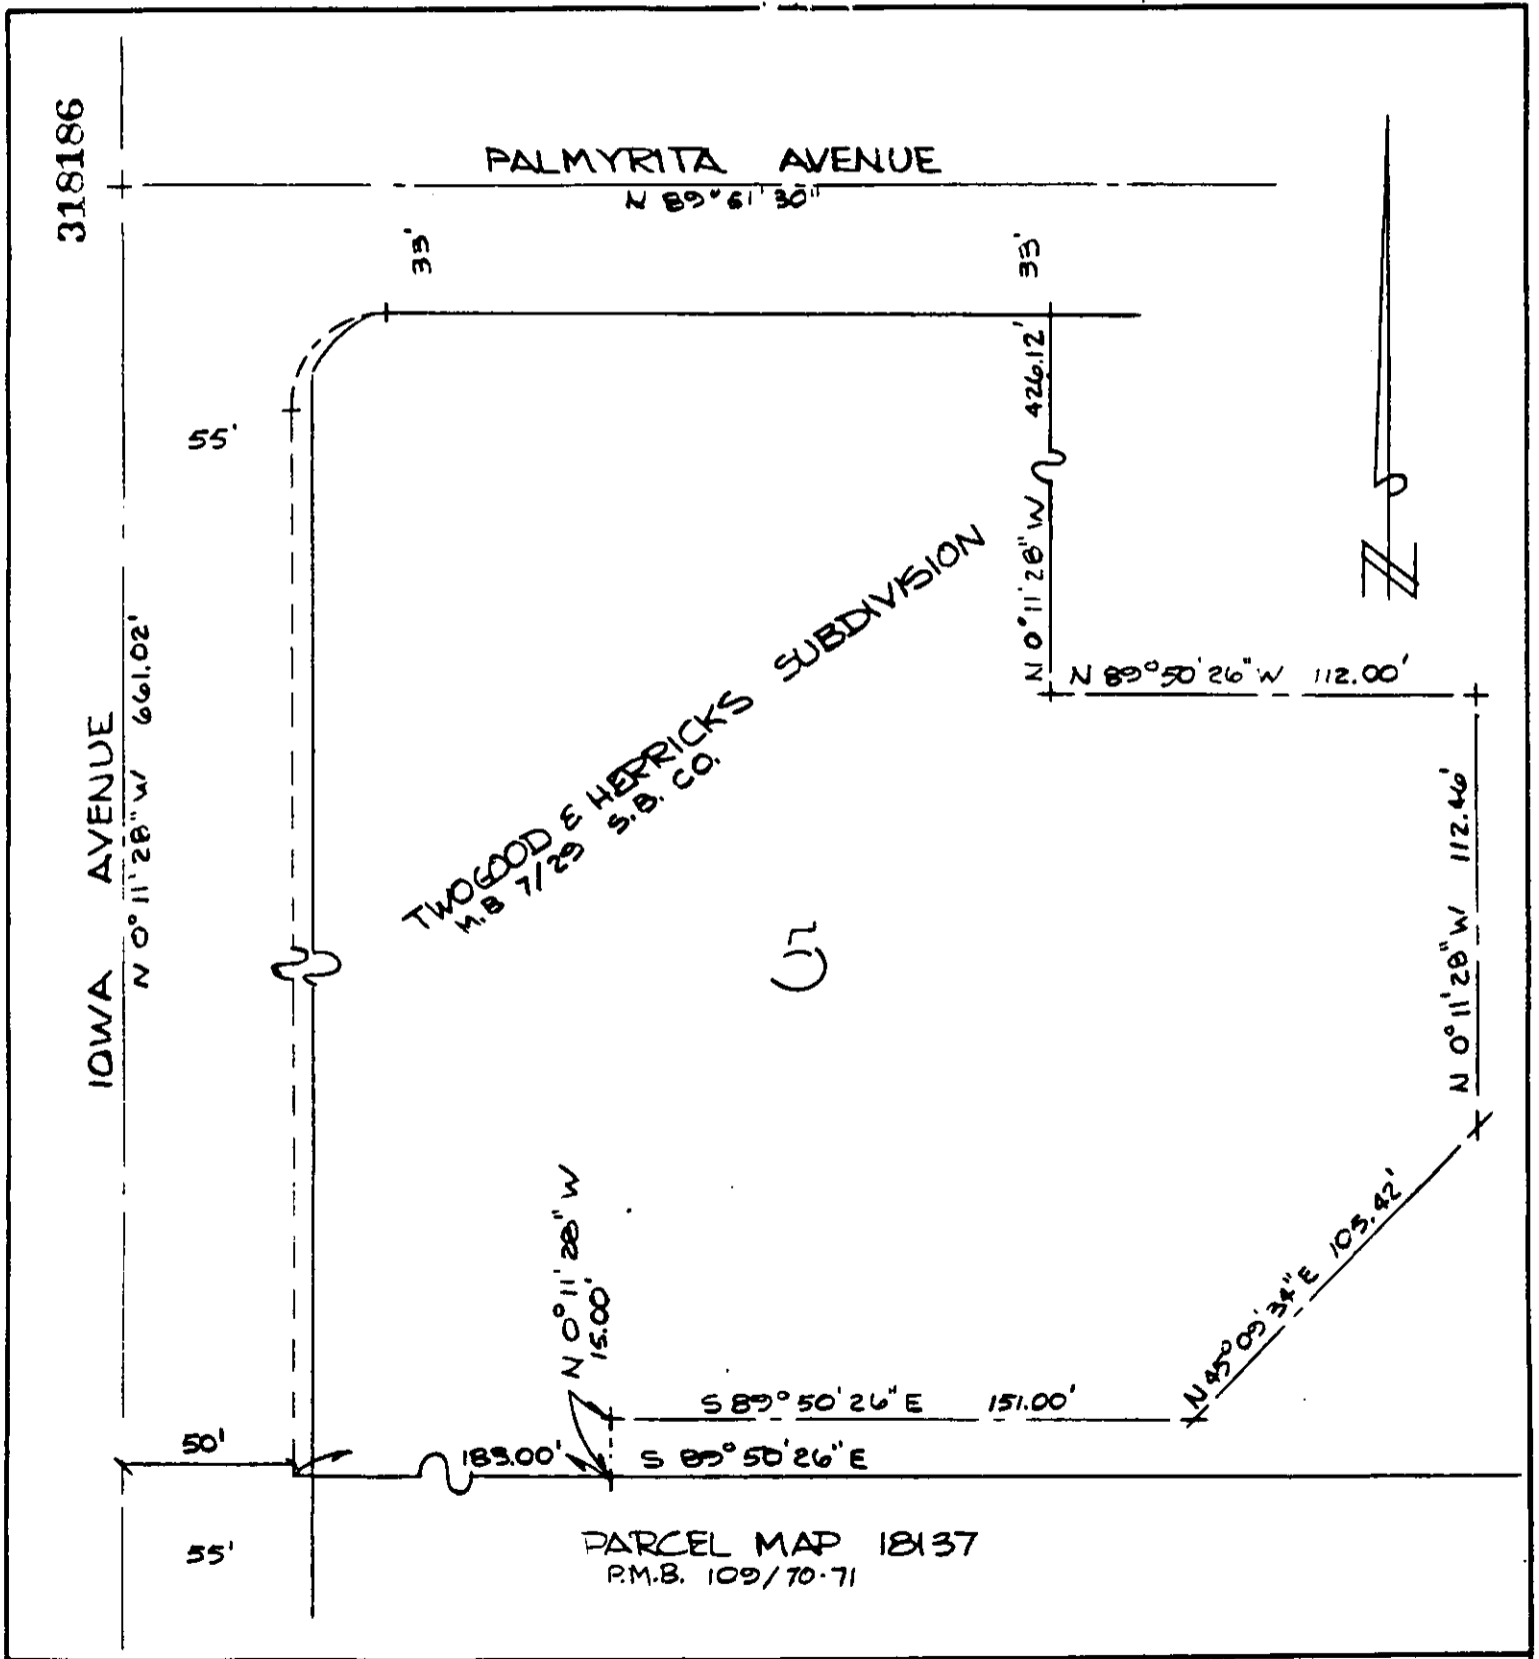 318186
PALMYRITA AVENUE
N 89° 51' 30"
33'
33'
55'
426.12'
N 0° 11' 28" W
N 89° 50' 26" W 112.00'
IOWA AVENUE
N 0° 11' 28" W 661.02'
TWOGOOD & HERRICKS SUBDIVISION
M.B 7/29 S.B. CO.
5
N 0° 11' 28" W 112.46'
N 45° 09' 34" E 105.42'
N 0° 11' 28" W
15.00'
S 89° 50' 26" E 151.00'
50'
183.00'
S 89° 50' 26" E
55'
PARCEL MAP 18137
P.M.B. 109/70-71
N